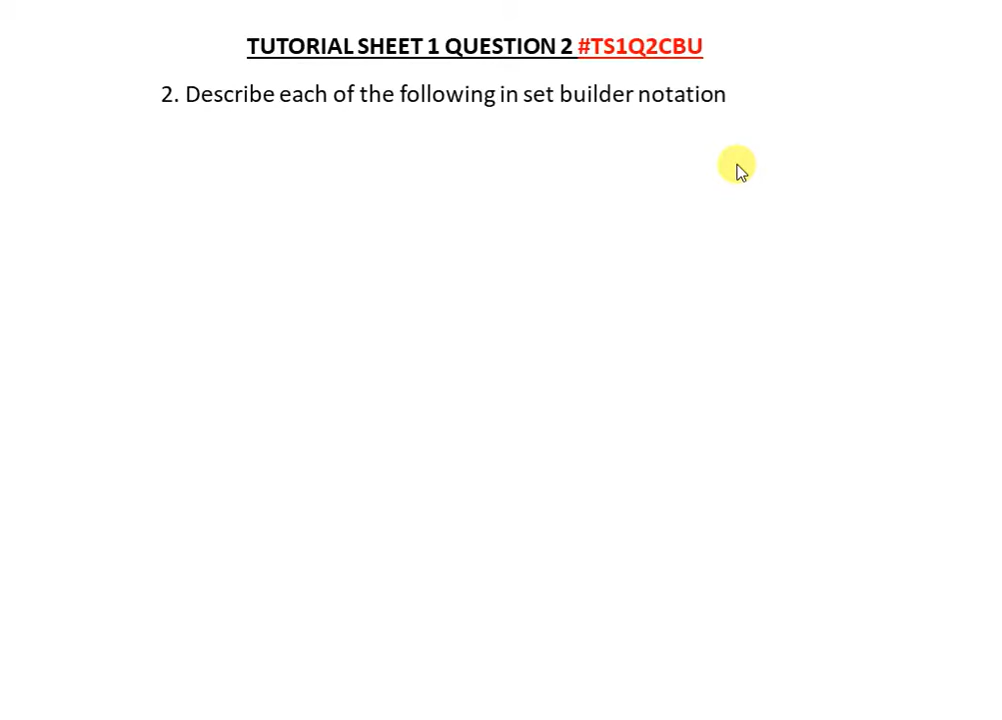 TUTORIAL SHEET 1 QUESTION 2 #TS1Q2CBU
2. Describe each of the following in set builder notation